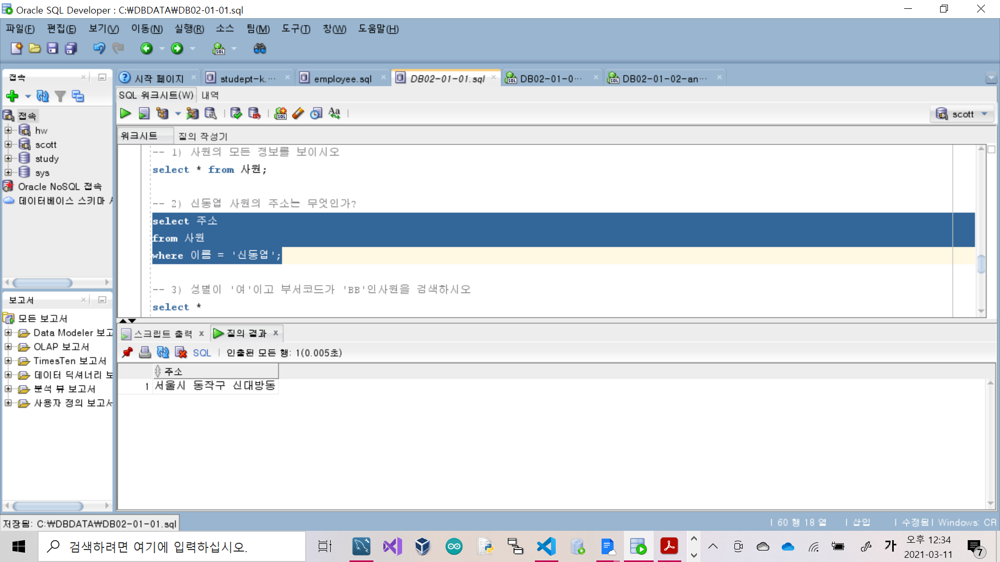 Oracle SQL Developer : C:₩DBDATA₩DB02-01-01.sql
파일(F) 편집(E) 보기(V) 이동(N) 실행(R) 소스 팀(M) 도구(T) 창(W) 도움말(H)
접속
hw
scott
study
sys
Oracle NoSQL 접속
데이터베이스 스키마
보고서
모든 보고서
Data Modeler 보고
OLAP 보고서
TimesTen 보고서
데이터 딕셔너리 보
분석 뷰 보고서
사용자 정의 보고서
시작 페이지 studept-k.... employee.sql DB02-01-01.sql DB02-01-0... DB02-01-02-an...
SQL 워크시트(W) 내역
scott
워크시트 질의 작성기
-- 1) 사원의 모든 정보를 보이시오
select * from 사원;
-- 2) 신동엽 사원의 주소는 무엇인가?
select 주소
from 사원
where 이름 = '신동엽';
-- 3) 성별이 '여'이고 부서코드가 'BB'인사원을 검색하시오
select *
스크립트 출력 질의 결과
SQL | 인출된 모든 행: 1(0.005초)
주소
1 서울시 동작구 신대방동
저장됨: C:₩DBDATA₩DB02-01-01.sql
| 60 행 18 열 | 삽입 | 수정됨| Windows: CR
검색하려면 여기에 입력하십시오.
가
오후 12:34
2021-03-11
7